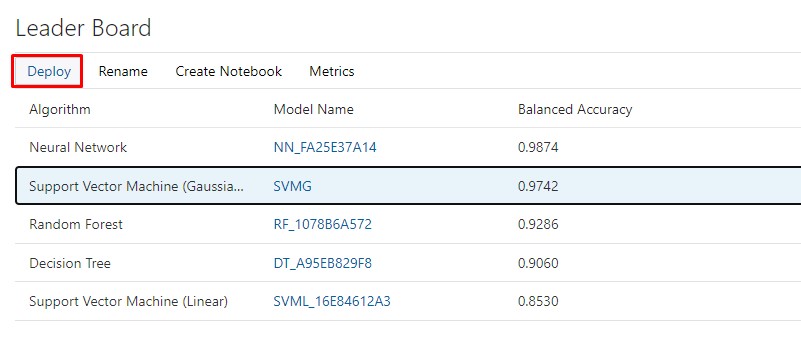 Leader Board
Deploy Rename Create Notebook Metrics
Algorithm Model Name Balanced Accuracy
Neural Network NN_FA25E37A14 0.9874
Support Vector Machine (Gaussia... SVMG 0.9742
Random Forest RF_1078B6A572 0.9286
Decision Tree DT_A95EB829F8 0.9060
Support Vector Machine (Linear) SVML_16E84612A3 0.8530